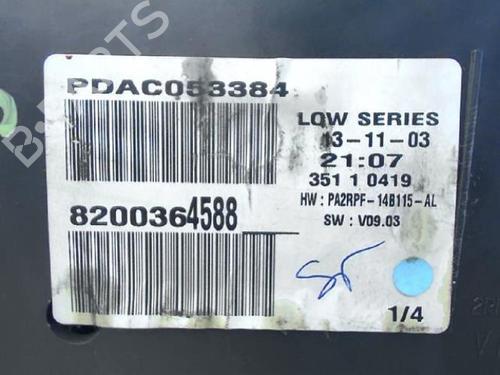 PDAC053384
LOW SERIES
13-11-03
21:07
351 1 0419
HW : PA2RPF-14B115-AL
SW : V09.03
8200364588
1/4